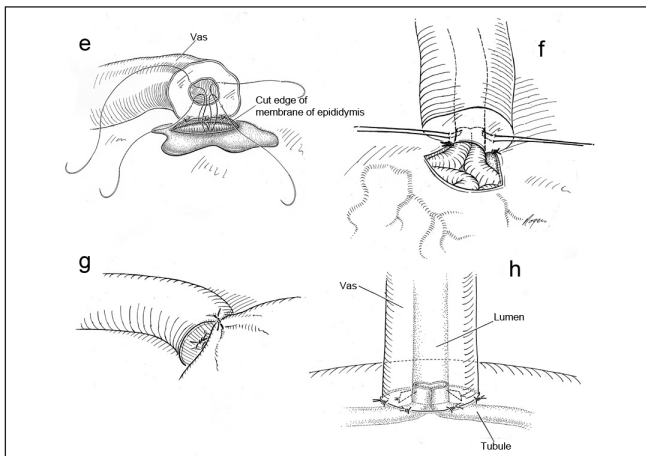 e
Vas
Cut edge of
membrane of epididymis
f
g
h
Vas
Lumen
Tubule